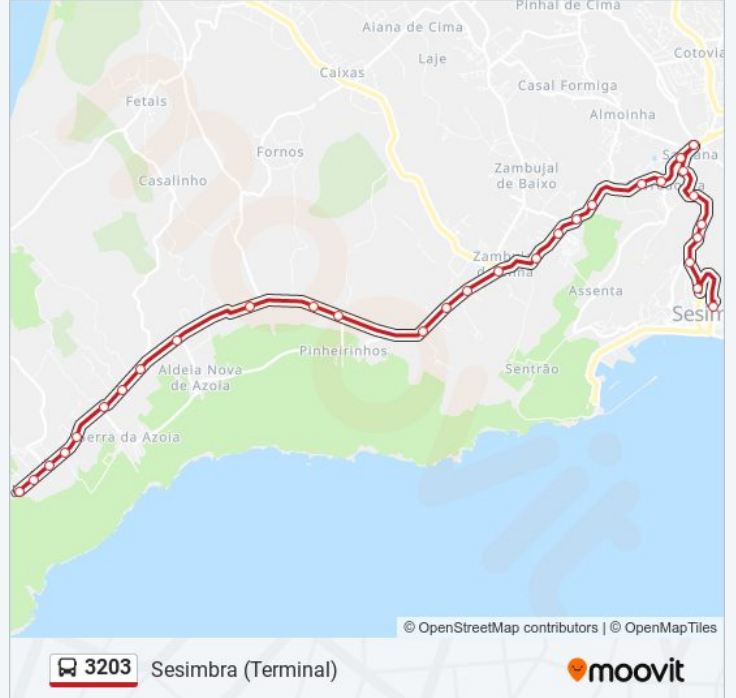 Pinhal de Cima
Aiana de Cima
Laje
Cotovia
Caixas
Casal Formiga
Fetais
Almoinha
Fornos
Zambujal
de Baixo
Casalinho
Assenta
Sesim
Pinheirinhos
Aldeia Nova
de Azoia
Sentrão
Serra da Azoia
© OpenStreetMap contributors | © OpenMapTiles
3203 Sesimbra (Terminal)
moovit